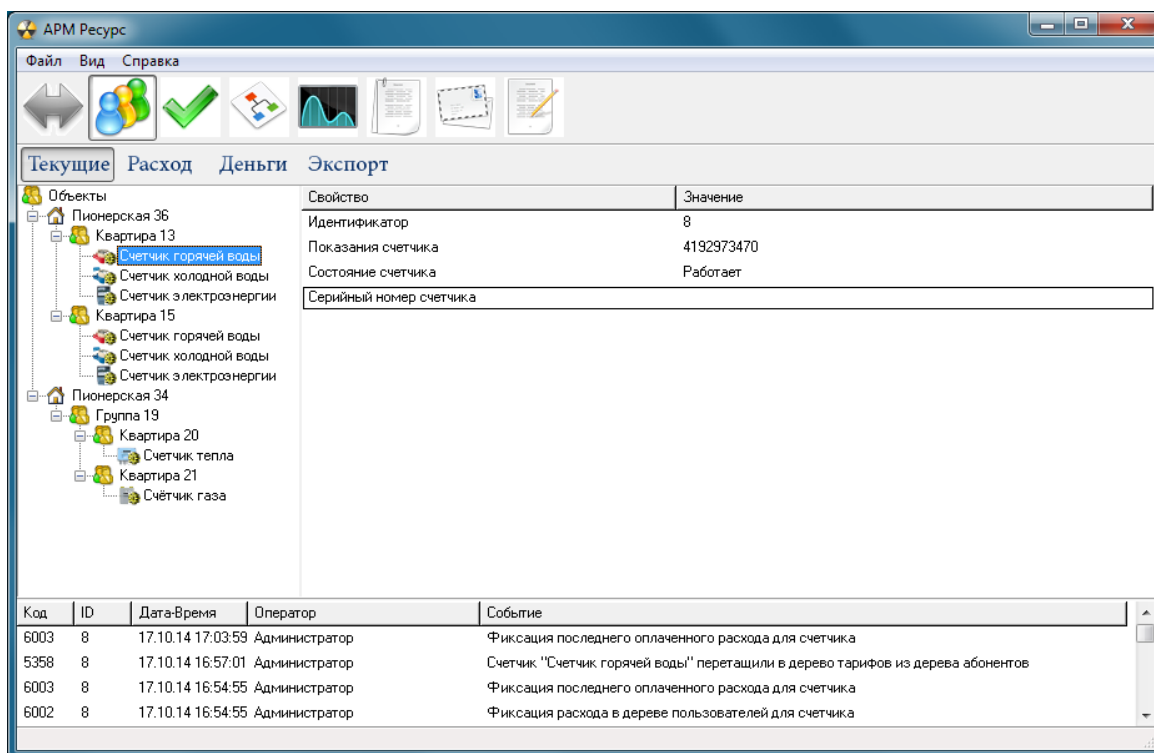 АРМ Ресурс
Файл Вид Справка
Текущие Расход Деньги Экспорт
Объекты
Пионерская 36
Квартира 13
Счетчик горячей воды
Счетчик холодной воды
Счетчик электроэнергии
Квартира 15
Счетчик горячей воды
Счетчик холодной воды
Счетчик электроэнергии
Пионерская 34
Группа 19
Квартира 20
Счетчик тепла
Квартира 21
Счётчик газа
Свойство Значение
Идентификатор 8
Показания счетчика 4192973470
Состояние счетчика Работает
Серийный номер счетчика
Код ID Дата-Время Оператор Событие
6003 8 17.10.14 17:03:59 Администратор Фиксация последнего оплаченного расхода для счетчика
5358 8 17.10.14 16:57:01 Администратор Счетчик "Счетчик горячей воды" перетащили в дерево тарифов из дерева абонентов
6003 8 17.10.14 16:54:55 Администратор Фиксация последнего оплаченного расхода для счетчика
6002 8 17.10.14 16:54:55 Администратор Фиксация расхода в дереве пользователей для счетчика